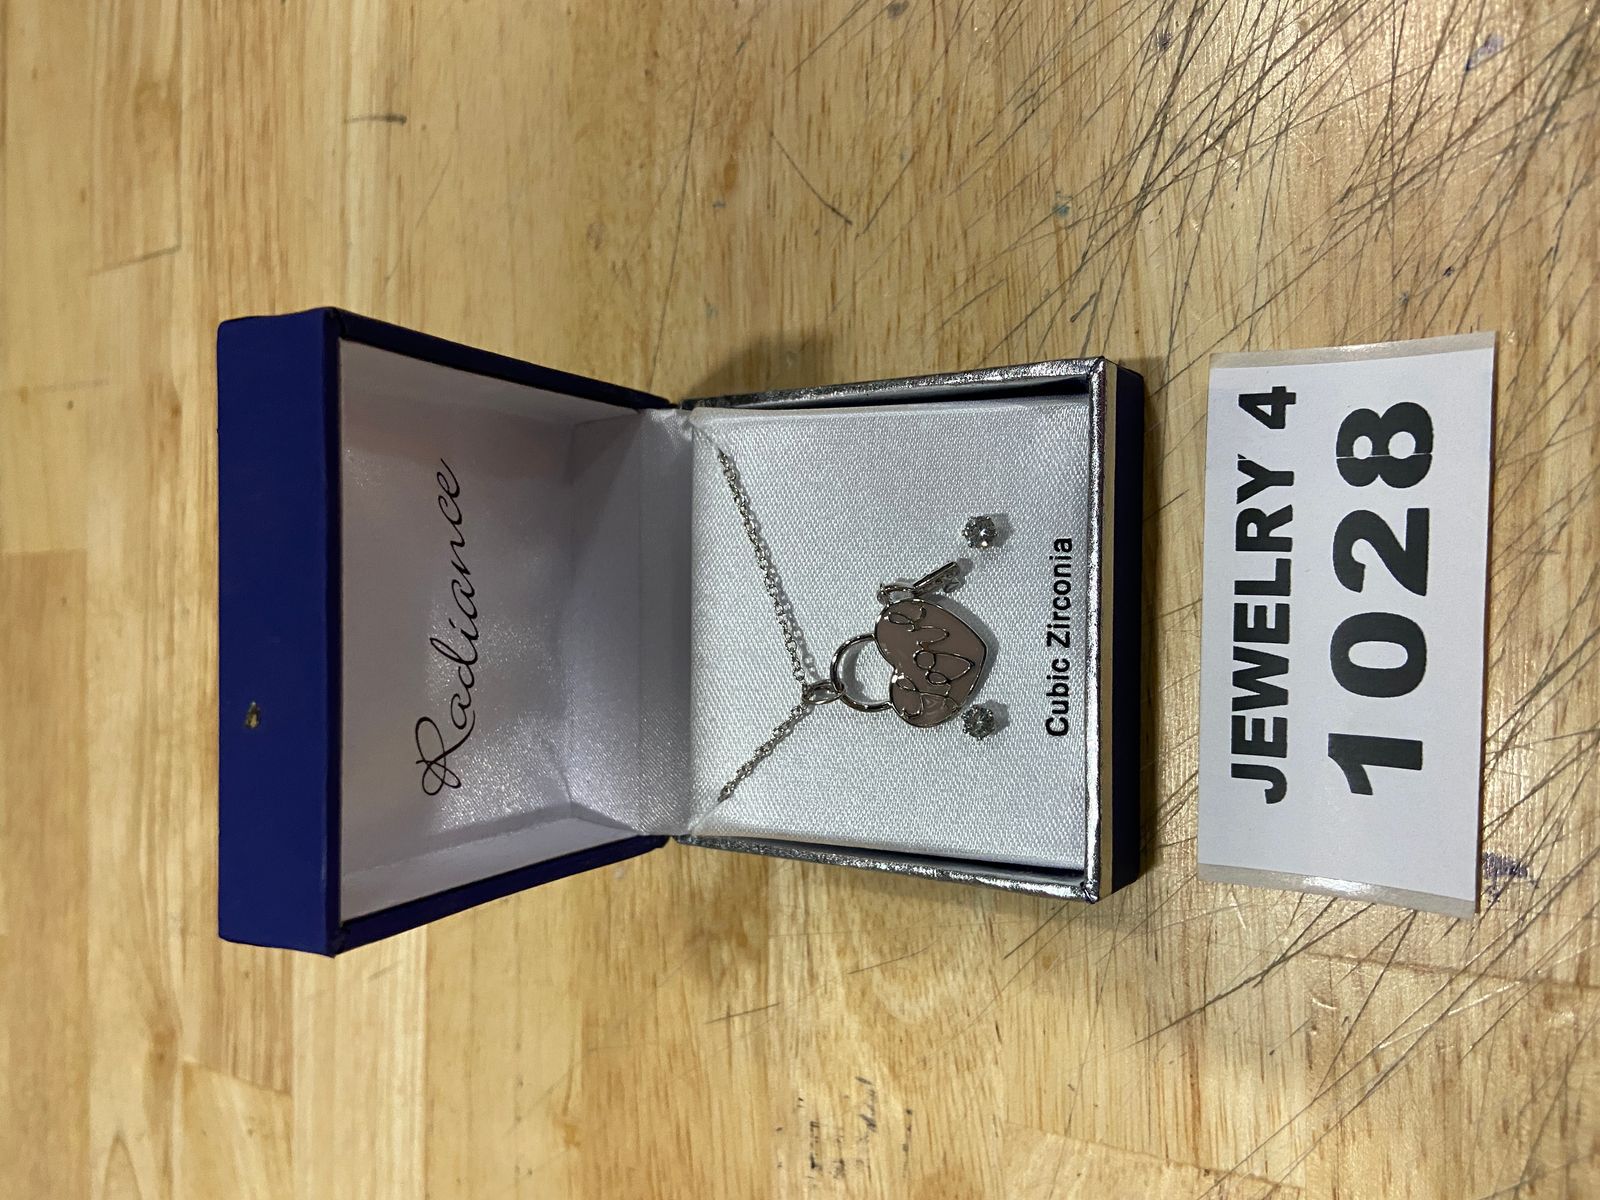 Radiance
Cubic Zirconia
JEWELRY 4
1028